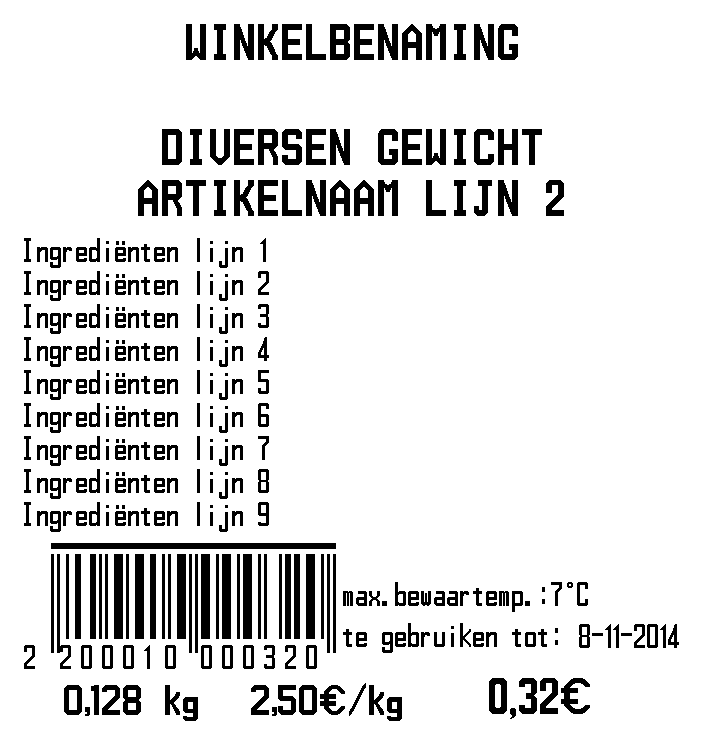 WINKELBENAMING
DIVERSEN GEWICHT
ARTIKELNAAM LIJN 2
Ingrediënten lijn 1
Ingrediënten lijn 2
Ingrediënten lijn 3
Ingrediënten lijn 4
Ingrediënten lijn 5
Ingrediënten lijn 6
Ingrediënten lijn 7
Ingrediënten lijn 8
Ingrediënten lijn 9
max.bewaartemp.:7°C
te gebruiken tot: 8-11-2014
2 200010 000320
0,128 kg 2,50€/kg 0,32€